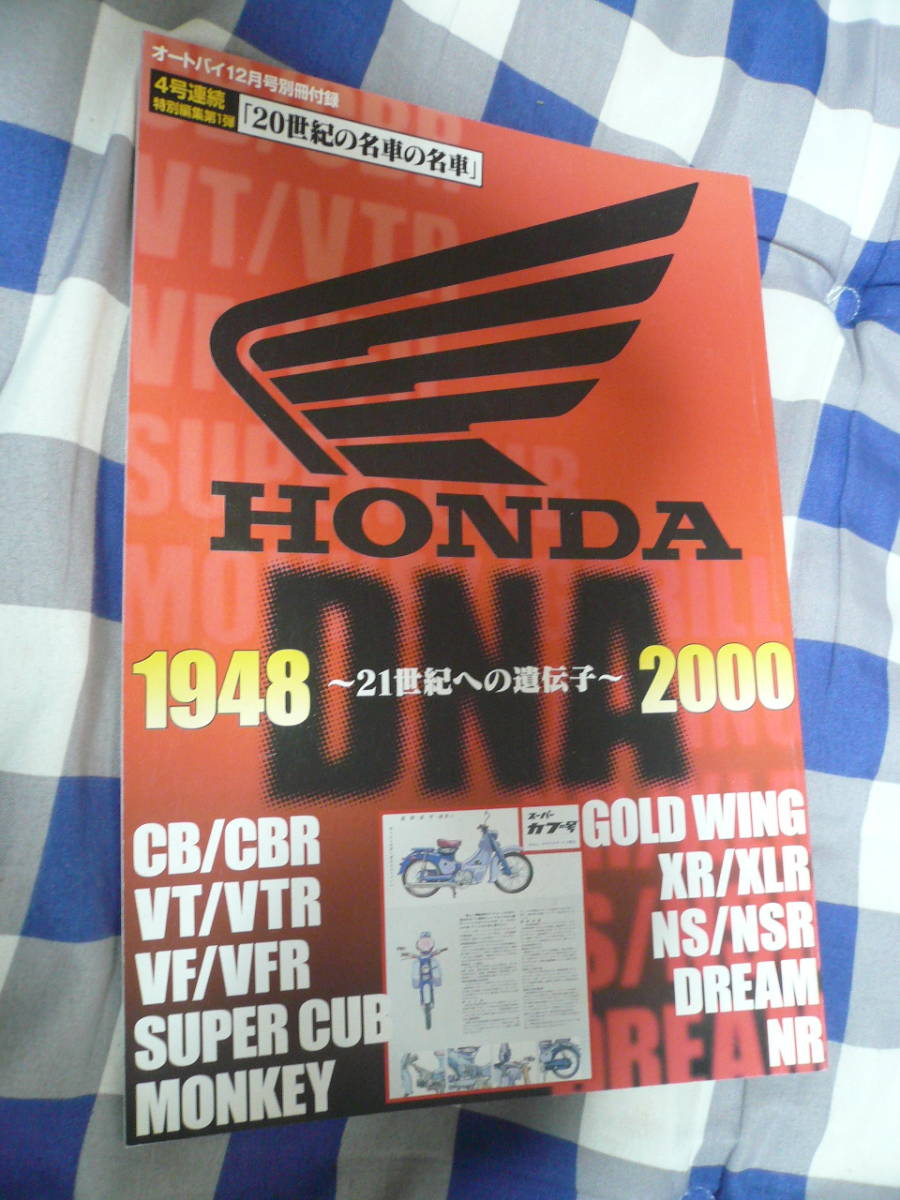 オートバイ12月号別冊付録
4号連続
特別編集第1弾
「20世紀の名車の名車」
HONDA
DNA
1948
～21世紀への遺伝子～
2000
CB/CBR
VT/VTR
VF/VFR
SUPER CUB
MONKEY
スーパー
カブ号
GOLD WING
XR/XLR
NS/NSR
DREAM
NR